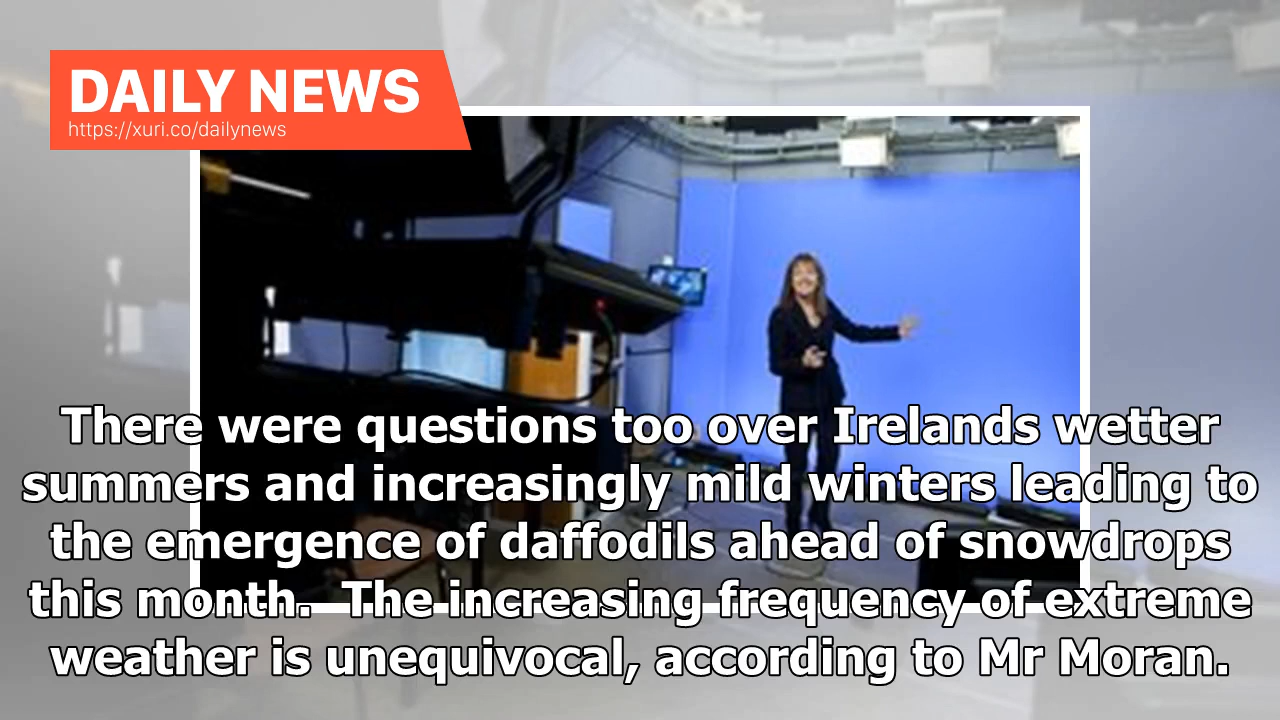 DAILY NEWS
https://xuri.co/dailynews
There were questions too over Irelands wetter
summers and increasingly mild winters leading to
the emergence of daffodils ahead of snowdrops
this month.  The increasing frequency of extreme
weather is unequivocal, according to Mr Moran.